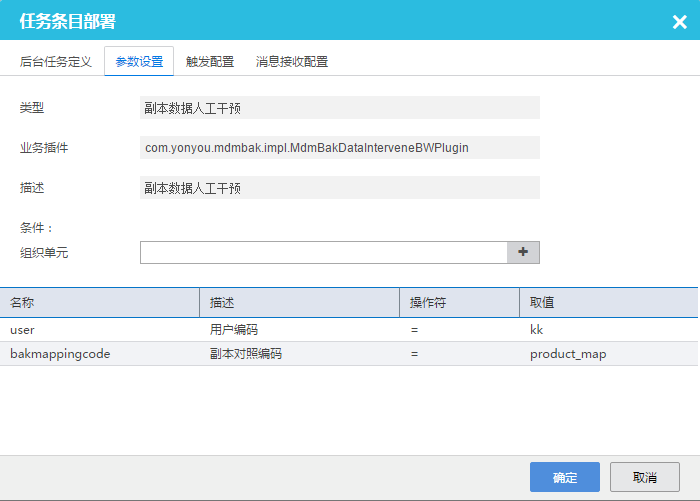 任务条目部署
后台任务定义 参数设置 触发配置 消息接收配置
类型 副本数据人工干预
业务插件 com.yonyou.mdmbak.impl.MdmBakDataInterveneBWPlugin
描述 副本数据人工干预
条件：
组织单元
名称 描述 操作符 取值
user 用户编码 = kk
bakmappingcode 副本对照编码 = product_map
确定 取消